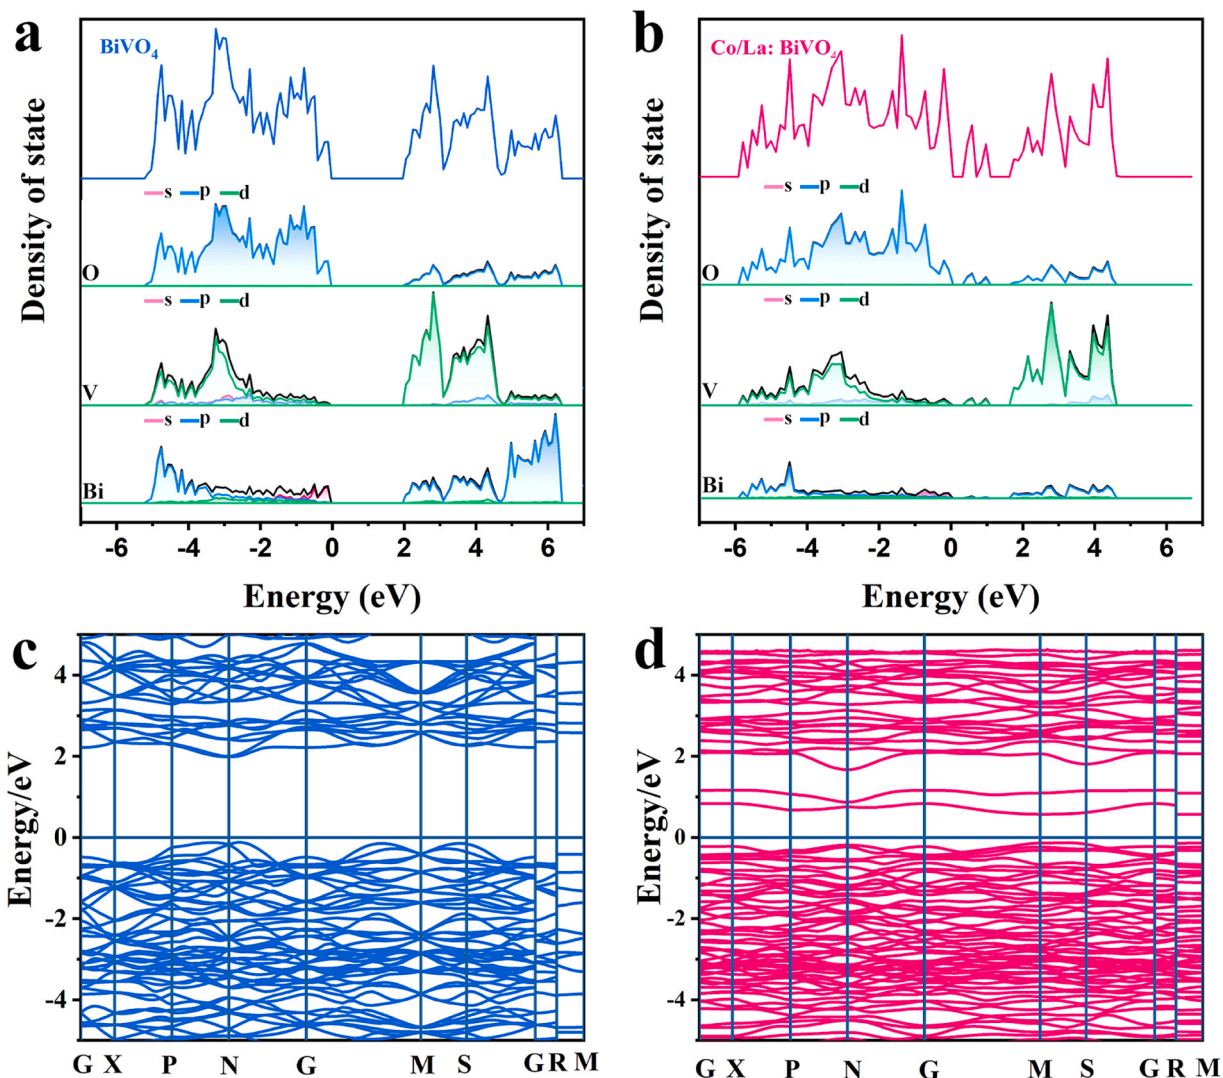 a
BiVO4
Density of state
s p d
O
s p d
V
s p d
Bi
-6 -4 -2 0 2 4 6
Energy (eV)
b
Co/La: BiVO4
Density of state
s p d
O
s p d
V
s p d
Bi
-6 -4 -2 0 2 4 6
Energy (eV)
c
Energy/eV
4
2
0
-2
-4
G X P N G M S G R M
d
Energy/eV
4
2
0
-2
-4
G X P N G M S G R M